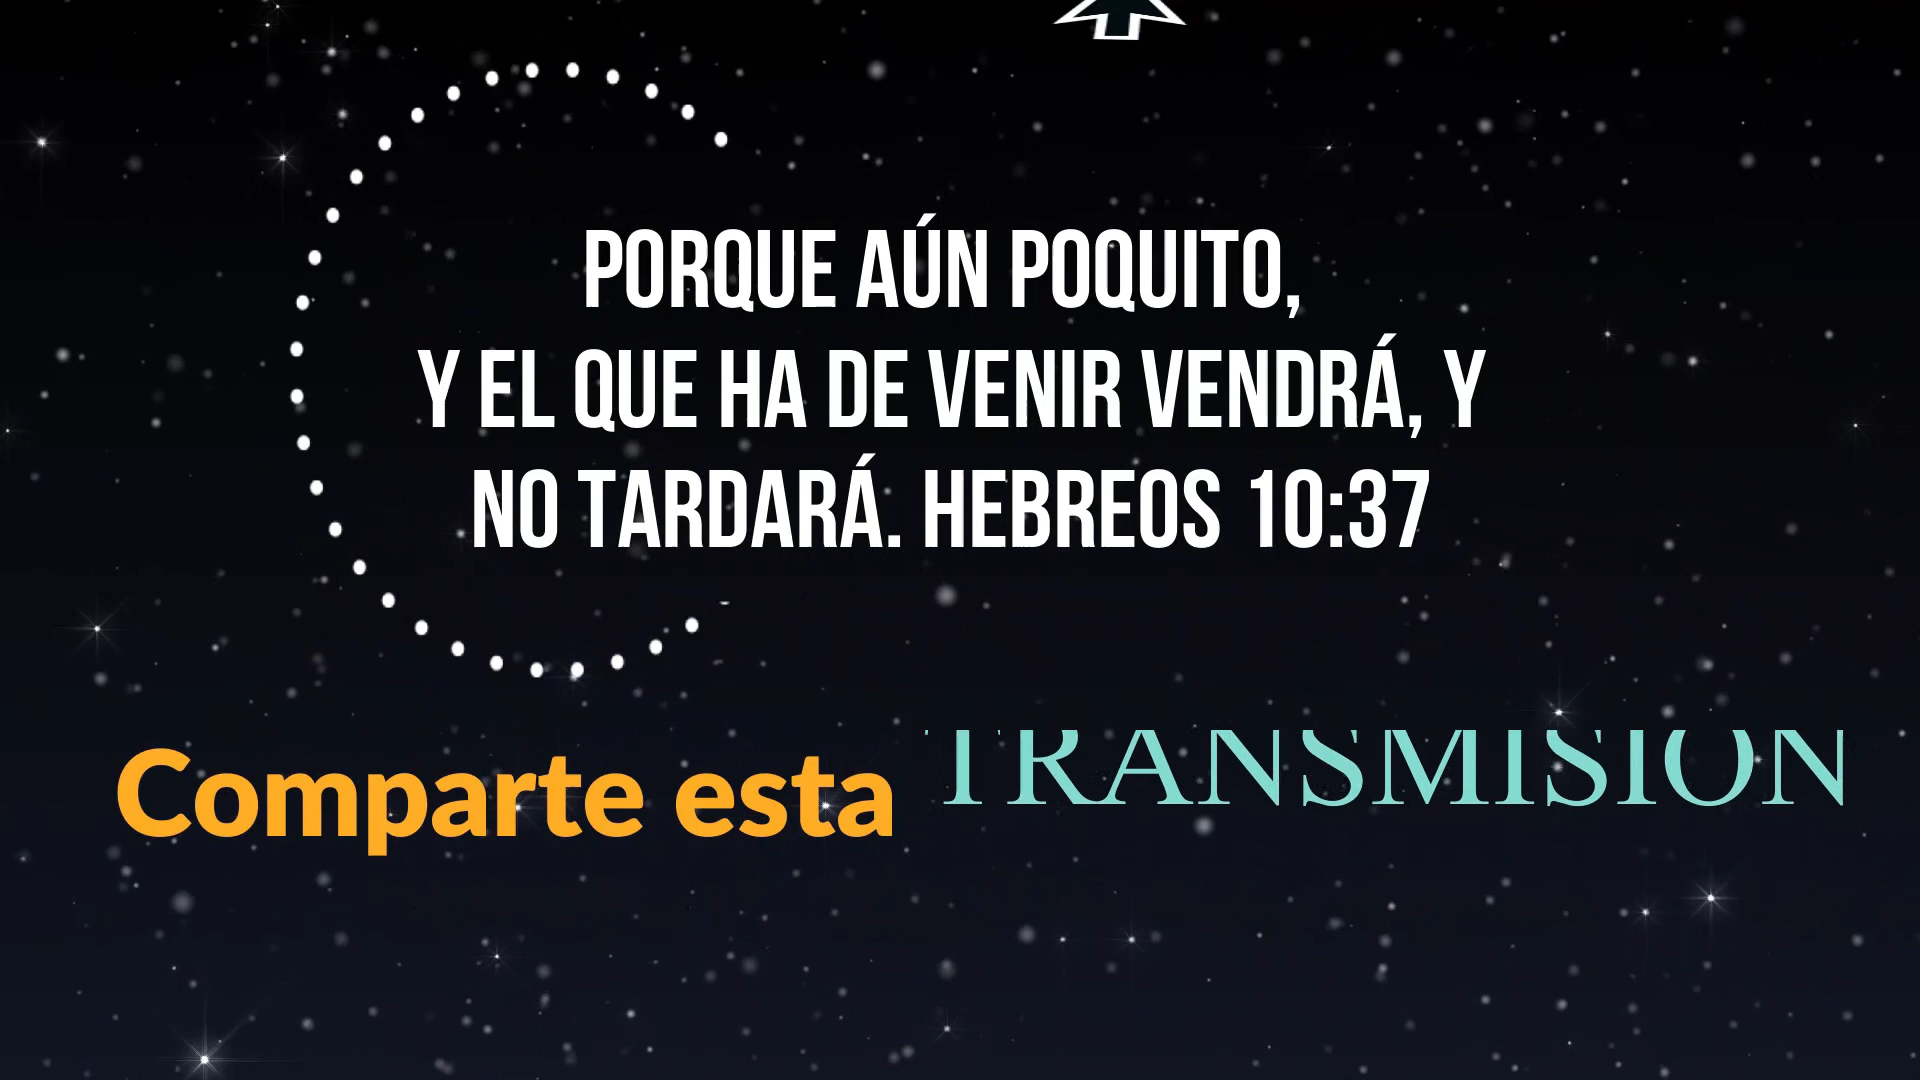 PORQUE AÚN POQUITO,
Y EL QUE HA DE VENIR VENDRÁ, Y
NO TARDARÁ. HEBREOS 10:37
Comparte esta TRANSMISION